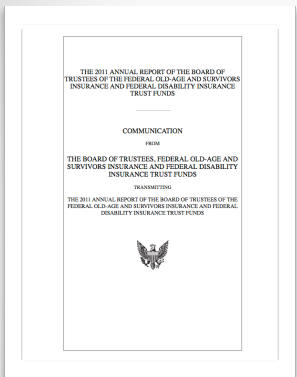 THE 2011 ANNUAL REPORT OF THE BOARD OF
TRUSTEES OF THE FEDERAL OLD-AGE AND SURVIVORS
INSURANCE AND FEDERAL DISABILITY INSURANCE
TRUST FUNDS
COMMUNICATION
FROM
THE BOARD OF TRUSTEES, FEDERAL OLD-AGE AND
SURVIVORS INSURANCE AND FEDERAL DISABILITY
INSURANCE TRUST FUNDS
TRANSMITTING
THE 2011 ANNUAL REPORT OF THE BOARD OF TRUSTEES OF THE
FEDERAL OLD-AGE AND SURVIVORS INSURANCE AND FEDERAL
DISABILITY INSURANCE TRUST FUNDS